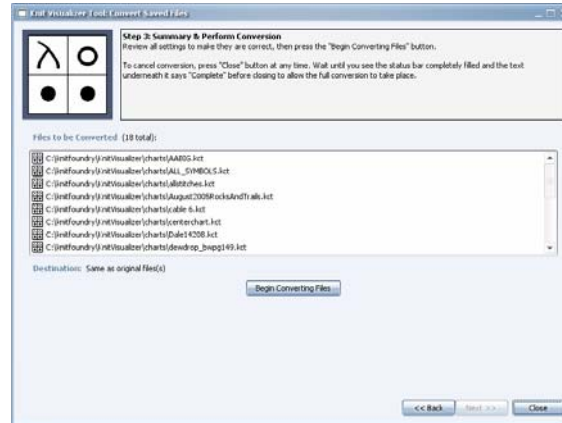 Knit Visualizer Tool: Convert Saved Files
Step 3: Summary & Perform Conversion
Review all settings to make they are correct, then press the "Begin Converting Files" button.
To cancel conversion, press "Close" button at any time. Wait until you see the status bar completely filled and the text
underneath it says "Complete" before closing to allow the full conversion to take place.
Files to be Converted (18 total):
C:\knitfoundry\KnitVisualizer\charts\AABIG.kct
C:\knitfoundry\KnitVisualizer\charts\ALL_SYMBOLS.kct
C:\knitfoundry\KnitVisualizer\charts\allstitches.kct
C:\knitfoundry\KnitVisualizer\charts\August2005RocksAndTrails.kct
C:\knitfoundry\KnitVisualizer\charts\cable 6.kct
C:\knitfoundry\KnitVisualizer\charts\centerchart.kct
C:\knitfoundry\KnitVisualizer\charts\Dale14208.kct
C:\knitfoundry\KnitVisualizer\charts\dewdrop_bwpg149.kct
Destination: Same as original files(s)
Begin Converting Files
<< Back Next >> Close